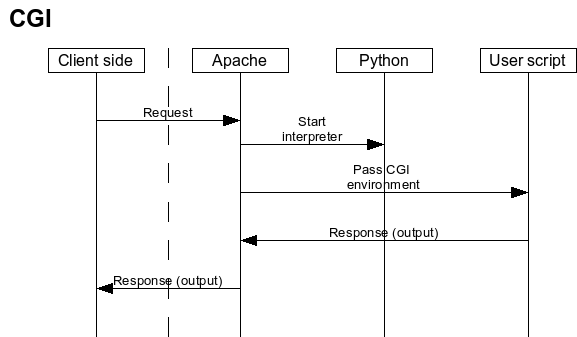 CGI
Client side
Apache
Python
User script
Request
Start
interpreter
Pass CGI
environment
Response (output)
Response (output)